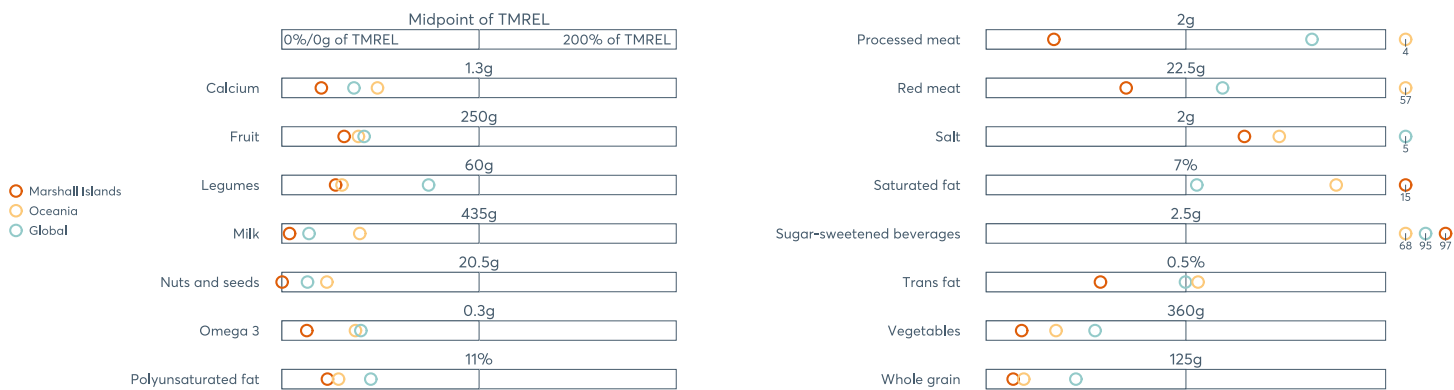 Midpoint of TMREL
0%/0g of TMREL 200% of TMREL
1.3g
Calcium
250g
Fruit
60g
Legumes
435g
Milk
20.5g
Nuts and seeds
0.3g
Omega 3
11%
Polyunsaturated fat
Marshall Islands
Oceania
Global
2g
Processed meat
4
22.5g
Red meat
57
2g
Salt
5
7%
Saturated fat
15
2.5g
Sugar-sweetened beverages
68 95 97
0.5%
Trans fat
360g
Vegetables
125g
Whole grain